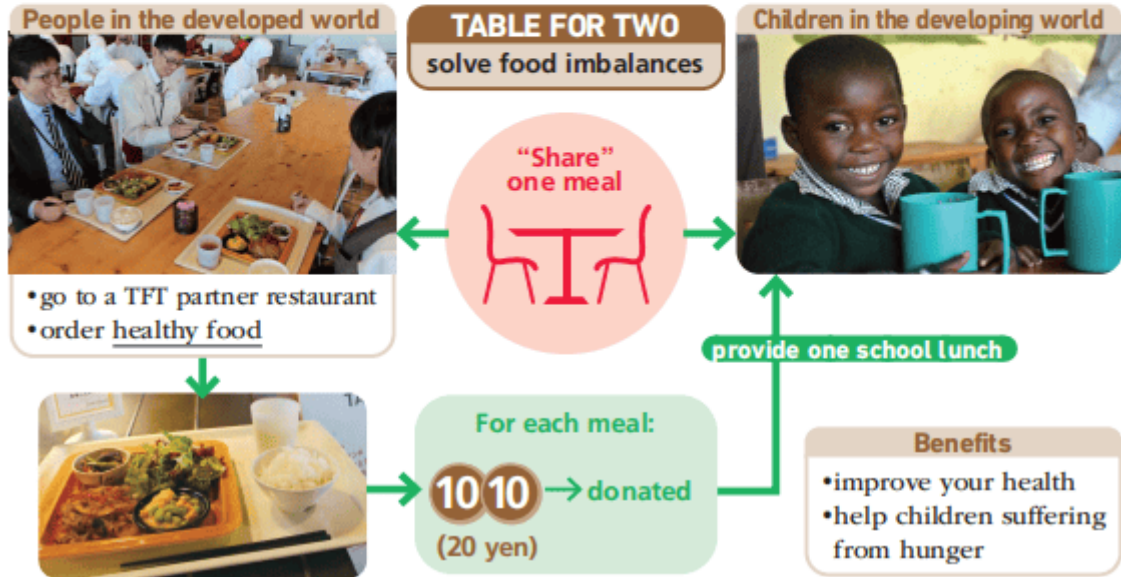 People in the developed world
TABLE FOR TWO
solve food imbalances
Children in the developing world
“Share”
one meal
•go to a TFT partner restaurant
•order healthy food
provide one school lunch
For each meal:
10 10 → donated
(20 yen)
Benefits
•improve your health
•help children suffering
from hunger